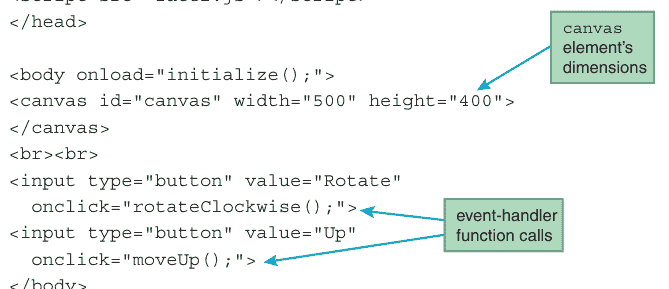 </head>
<body onload="initialize();">
<canvas id="canvas" width="500" height="400">
</canvas>
<br><br>
<input type="button" value="Rotate"
onclick="rotateClockwise();">
<input type="button" value="Up"
onclick="moveUp();">
</body>
canvas
element’s
dimensions
event-handler
function calls